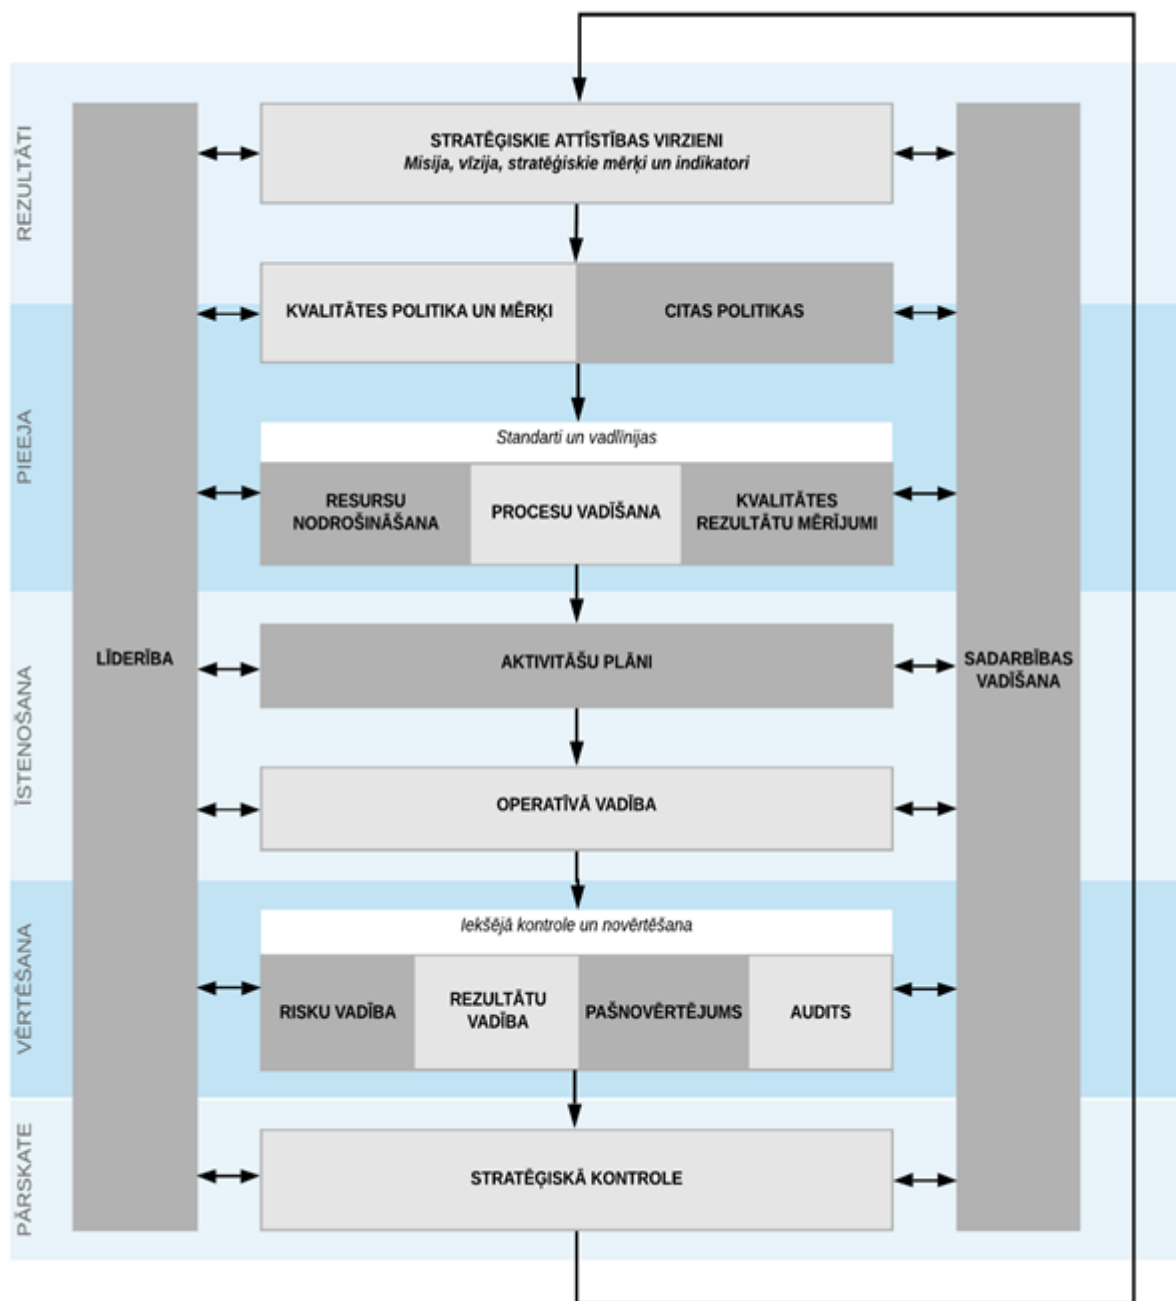 REZULTĀTI
STRATĒĢISKIE ATTĪSTĪBAS VIRZIENI
Misija, vīzija, stratēģiskie mērķi un indikatori
KVALITĀTES POLITIKA UN MĒRĶI
CITAS POLITIKAS
PIEEJA
Standarti un vadlīnijas
RESURSU
NODROŠINĀŠANA
PROCESU VADĪŠANA
KVALITĀTES
REZULTĀTU MĒRĪJUMI
ĪSTENOŠANA
LĪDERĪBA
AKTIVITĀŠU PLĀNI
SADARBĪBAS
VADĪŠANA
OPERATĪVĀ VADĪBA
VĒRTĒŠANA
Iekšējā kontrole un novērtēšana
RISKU VADĪBA
REZULTĀTU
VADĪBA
PAŠNOVĒRTĒJUMS
AUDITS
PĀRSKATE
STRATĒĢISKĀ KONTROLE